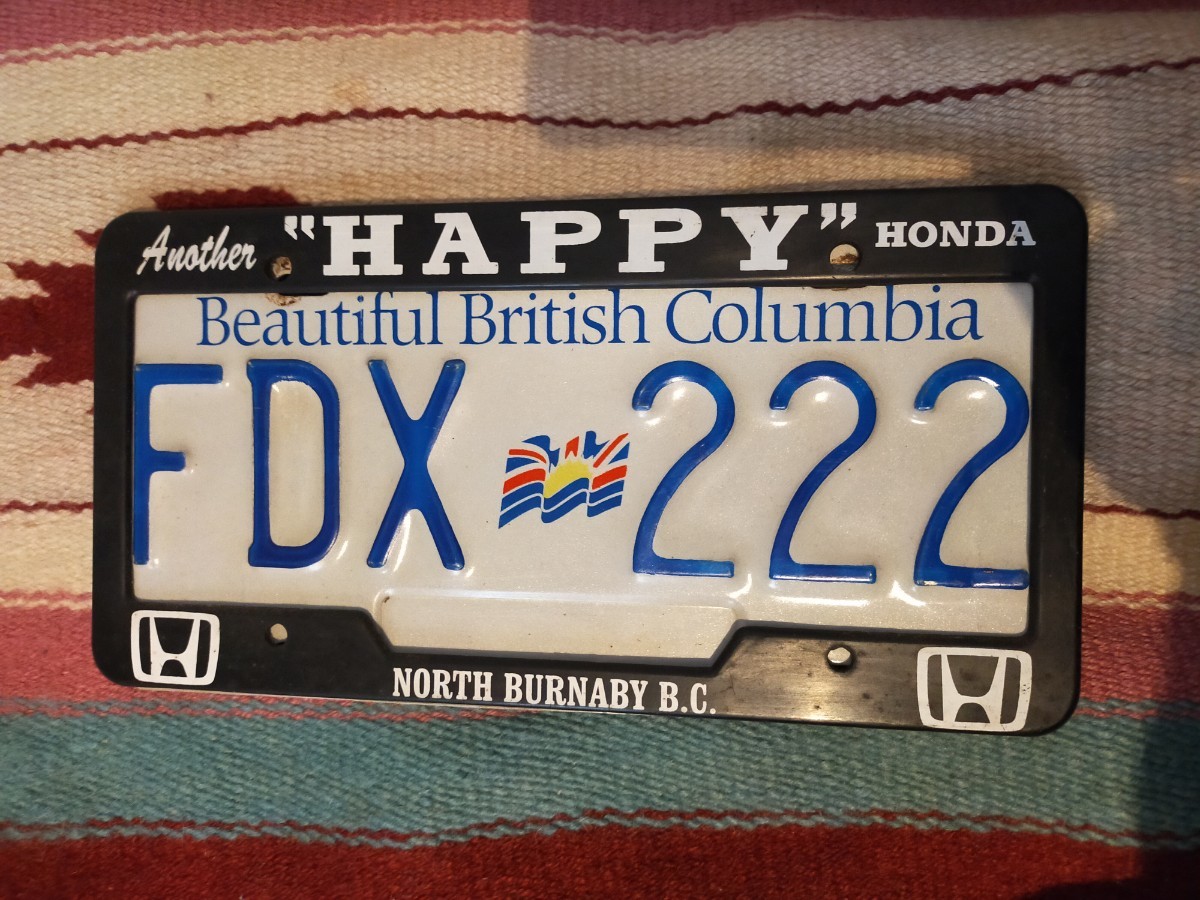 Another "HAPPY" HONDA
Beautiful British Columbia
FDX 222
NORTH BURNABY B.C.